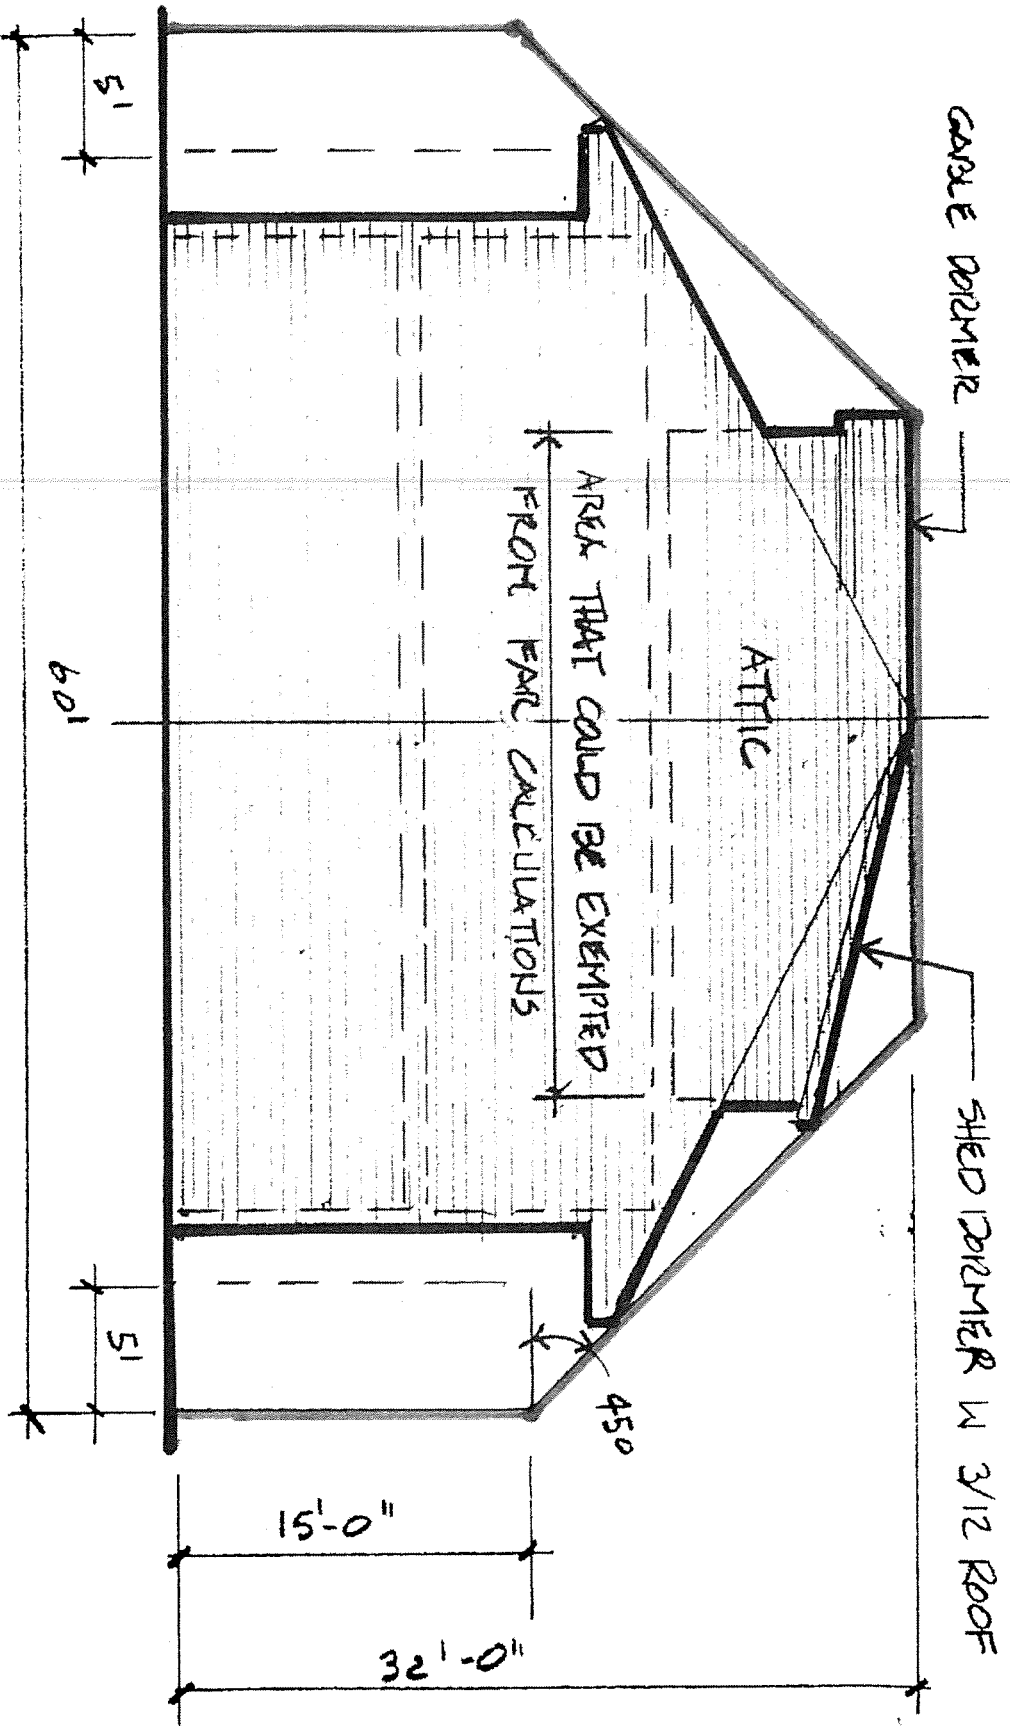 GABLE DORMER
SHED DORMER W 3/12 ROOF
ATTIC
AREA THAT COULD BE EXEMPTED
FROM FAR CALCULATIONS
45°
5'
5'
60'
15'-0"
32'-0"